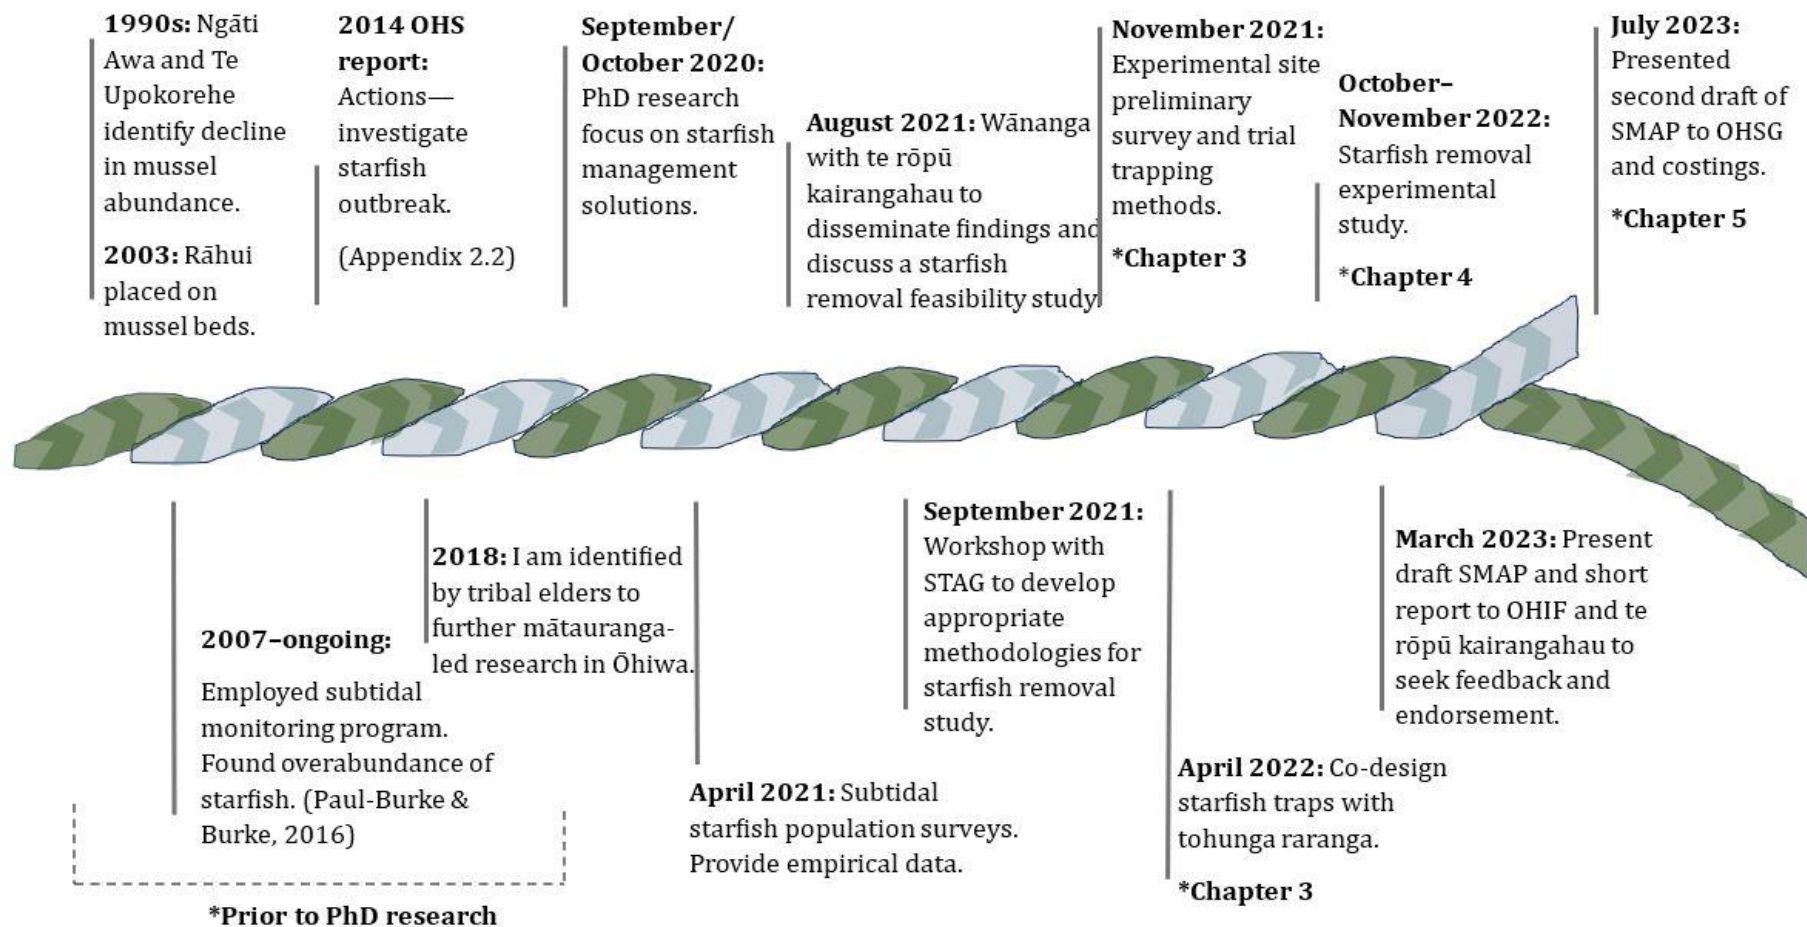 1990s: Ngāti
Awa and Te
Upokorehe
identify decline
in mussel
abundance.
2003: Rāhui
placed on
mussel beds.
2014 OHS
report:
Actions—
investigate
starfish
outbreak.
(Appendix 2.2)
September/
October 2020:
PhD research
focus on starfish
management
solutions.
August 2021: Wānanga
with te rōpū
kairangahau to
disseminate findings and
discuss a starfish
removal feasibility study.
November 2021:
Experimental site
preliminary
survey and trial
trapping
methods.
*Chapter 3
October–
November 2022:
Starfish removal
experimental
study.
*Chapter 4
July 2023:
Presented
second draft of
SMAP to OHSG
and costings.
*Chapter 5
2007–ongoing:
Employed subtidal
monitoring program.
Found overabundance of
starfish. (Paul-Burke &
Burke, 2016)
*Prior to PhD research
2018: I am identified
by tribal elders to
further mātauranga-
led research in Ōhiwa.
April 2021: Subtidal
starfish population surveys.
Provide empirical data.
September 2021:
Workshop with
STAG to develop
appropriate
methodologies for
starfish removal
study.
April 2022: Co-design
starfish traps with
tohunga raranga.
*Chapter 3
March 2023: Present
draft SMAP and short
report to OHIF and te
rōpū kairangahau to
seek feedback and
endorsement.